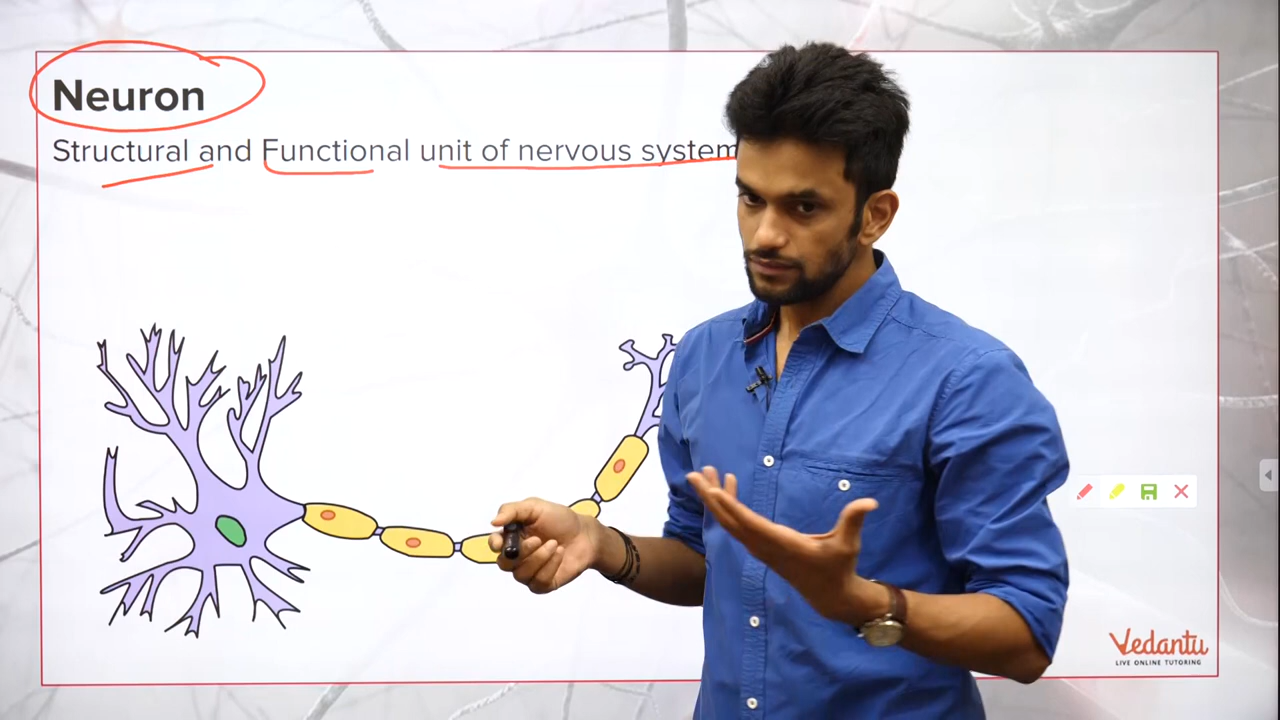 Neuron
Structural and Functional unit of nervous system
Vedantu
LIVE ONLINE TUTORING